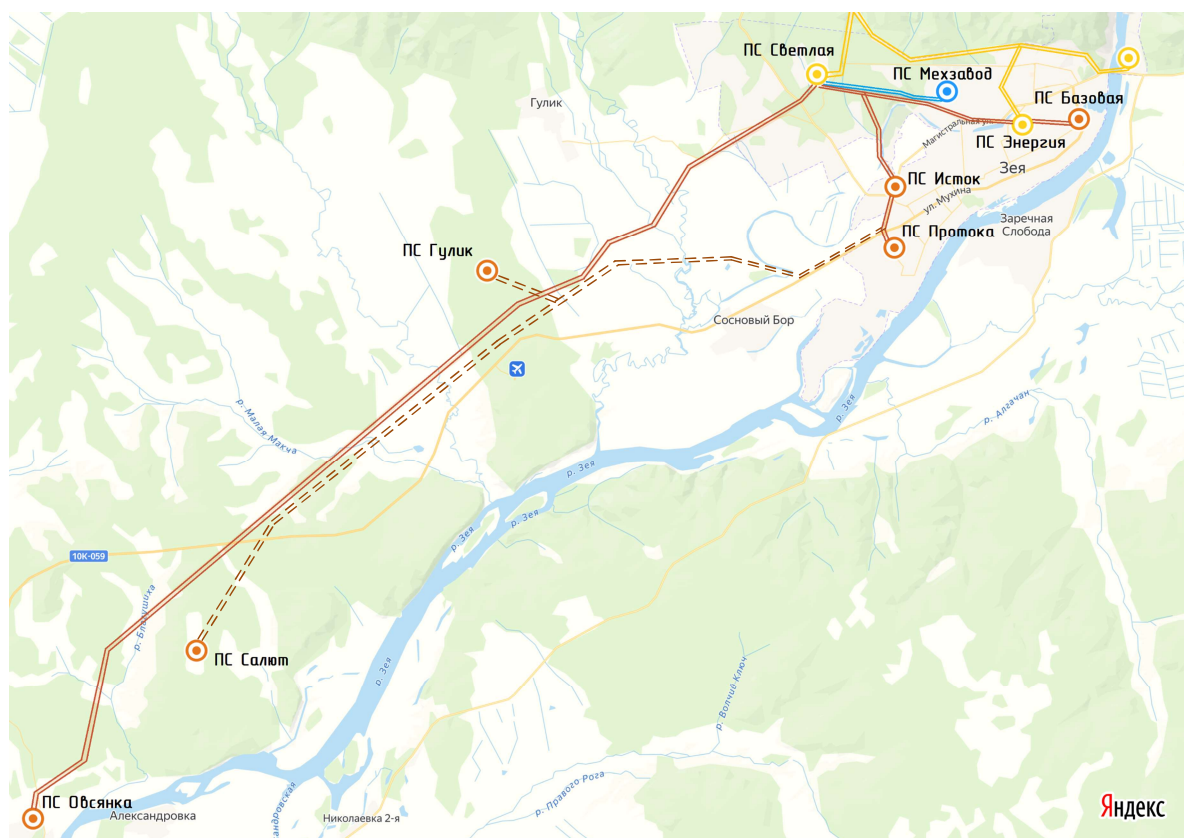 ПС Светлая
ПС Мехзавод
ПС Базовая
Гулик
Магистральная ул.
ПС Энергия
Зея
ПС Исток
ул. Мухина
Заречная
Слобода
ПС Протока
ПС Гулик
Сосновый Бор
р. Зея
р. Алгачан
р. Малая Макча
р. Зея
р. Зея
р. Зея
10К-059
р. Блапушиха
ПС Салют
р. Зея
р. Волчий Ключ
ПС Овсянка
Александровка
Николаевка 2-я
р. Правого Рога
Яндекс